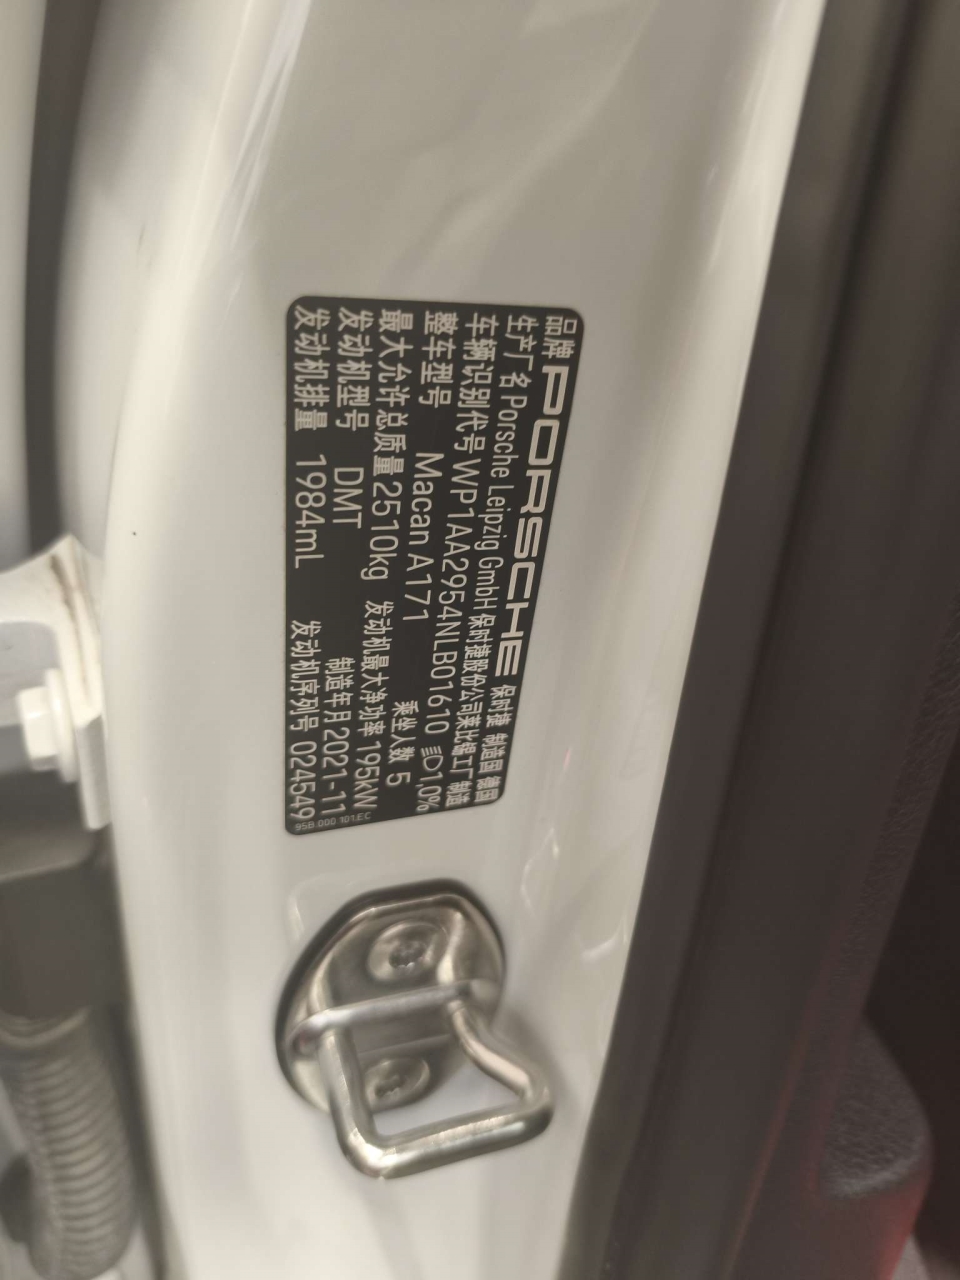 品牌 PORSCHE 保时捷 制造国 德国
生产厂名 Porsche Leipzig GmbH 保时捷股份公司莱比锡工厂 制造
车辆识别代号 WP1AA2954NLB01610 D1,0%
整车型号 Macan A171 乘坐人数 5
最大允许总质量 2510kg 发动机最大净功率 195kW
发动机型号 DMT 制造年月 2021-11
发动机排量 1984mL 发动机序列号 024549
95B.000.101.EC